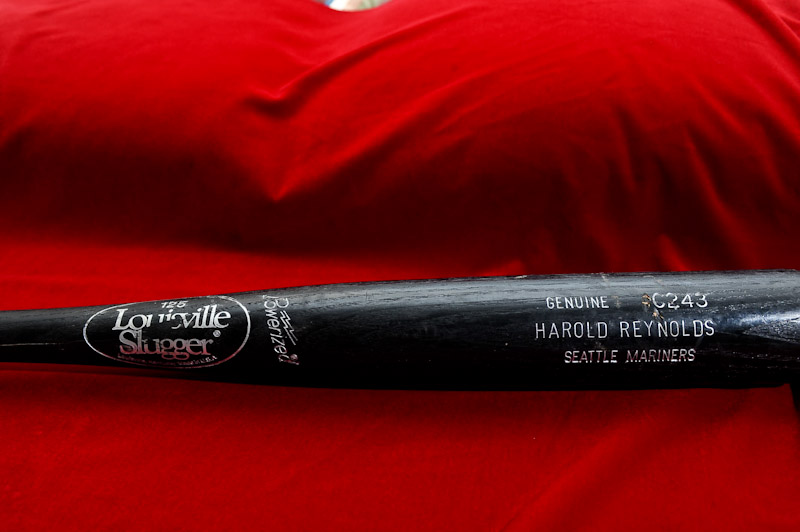 125
Louisville
Slugger®
Powerized
GENUINE C243
HAROLD REYNOLDS
SEATTLE MARINERS